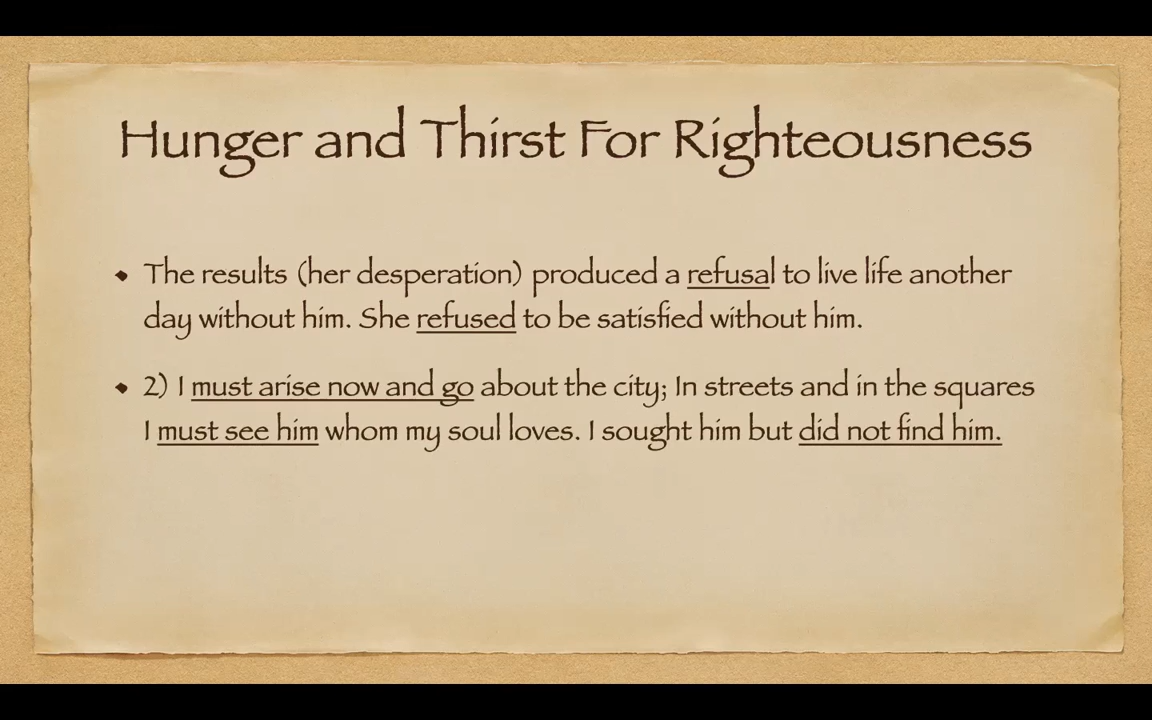 Hunger and Thirst For Righteousness
• The results (her desperation) produced a refusal to live life another
day without him. She refused to be satisfied without him.
• 2) I must arise now and go about the city; In streets and in the squares
I must see him whom my soul loves. I sought him but did not find him.